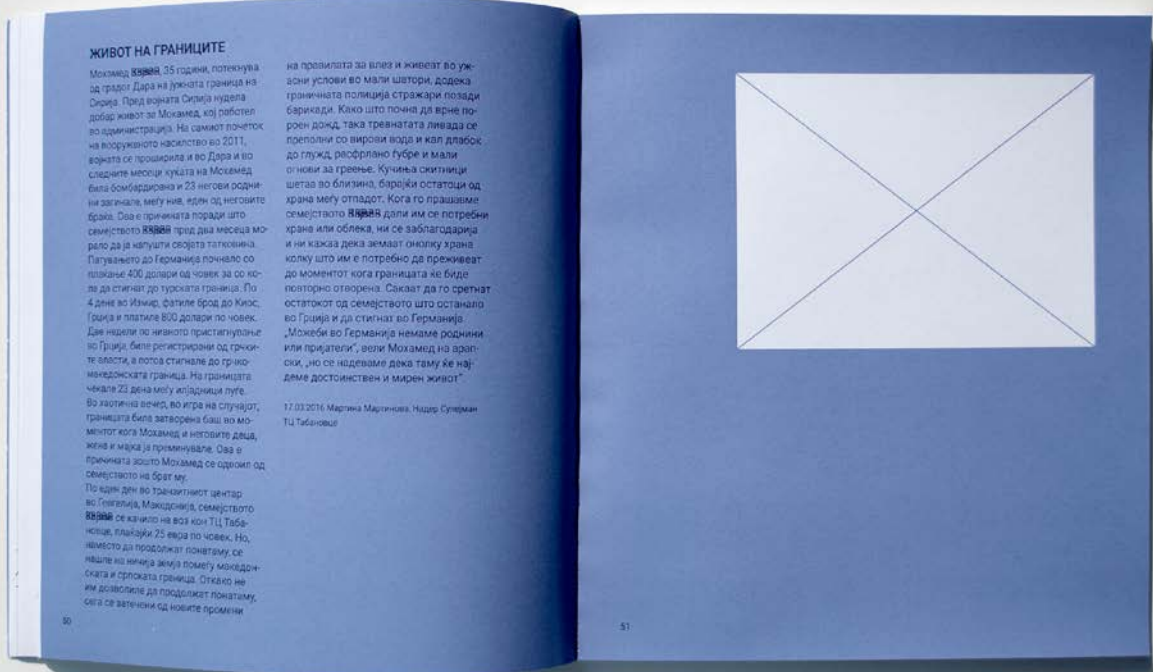 ЖИВОТ НА ГРАНИЦИТЕ
Мохамед 35 години, потекнува
од градот Дара на јужната граница на
Сирија. Пред војната Сирија нудела
добар живот за Мохамед, кој работел
во администрација. На самиот почеток
на вооруженото насилство во 2011,
војната се проширила и во Дара и во
следните месеци куќата на Мохамед
била бомбардирана и 23 негови родни-
ни загинале, меѓу нив, еден од неговите
браќа. Ова е причината поради што
семејството пред два месеца мо-
рало да ја напушти својата татковина.
Патувањето до Германија почнало со
плаќање 400 долари од човек за со ко-
ла да стигнат до турската граница. По
4 дена во Измир, фатиле брод до Киос,
Грција и платиле 800 долари по човек.
Две недели по нивното пристигнување
во Грција, биле регистрирани од грчки-
те власти, а потоа стигнале до грчко-
македонската граница. На границата
чекале 23 дена меѓу илјадници луѓе.
Во хаотична вечер, во игра на случајот,
границата била затворена баш во мо-
ментот кога Мохамед и неговите деца,
жена и мајка ја преминувале. Ова е
причината зошто Мохамед се одвоил од
семејството на брат му.
По еден ден во транзитниот центар
во Гевгелија, Македонија, семејството
се качило на воз кон ТЦ Таба-
новце, плаќајќи 25 евра по човек. Но,
наместо да продолжат понатаму, се
нашле на ничија земја помеѓу македон-
ската и српската граница. Откако не
им дозволиле да продолжат понатаму,
сега се затечени од новите промени
50
на правилата за влез и живеат во уж-
асни услови во мали шатори, додека
граничната полиција стражари позади
барикади. Како што почна да врне по-
роен дожд, така тревнатата ливада се
преполни со вирови вода и кал длабок
до глужд, расфрлано ѓубре и мали
огнови за греење. Кучиња скитници
шетаа во близина, барајќи остатоци од
храна меѓу отпадот. Кога го прашавме
семејството дали им се потребни
храна или облека, ни се заблагодарија
и ни кажаа дека земаат онолку храна
колку што им е потребно да преживеат
до моментот кога границата ќе биде
повторно отворена. Сакаат да го сретнат
остатокот од семејството што останало
во Грција и да стигнат во Германија.
„Можеби во Германија немаме роднини
или пријатели“, вели Мохамед на арап-
ски, „но се надеваме дека таму ќе нај-
деме достоинствен и мирен живот“.
17.03.2016 Мартина Мартинова, Надир Сулејман
ТЦ Табановце
51